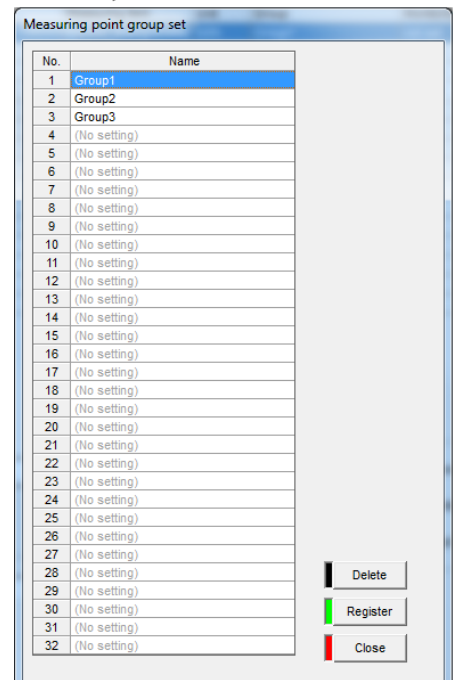 Measuring point group set
No. Name
1 Group1
2 Group2
3 Group3
4 (No setting)
5 (No setting)
6 (No setting)
7 (No setting)
8 (No setting)
9 (No setting)
10 (No setting)
11 (No setting)
12 (No setting)
13 (No setting)
14 (No setting)
15 (No setting)
16 (No setting)
17 (No setting)
18 (No setting)
19 (No setting)
20 (No setting)
21 (No setting)
22 (No setting)
23 (No setting)
24 (No setting)
25 (No setting)
26 (No setting)
27 (No setting)
28 (No setting)
Delete
29 (No setting)
30 (No setting)
Register
31 (No setting)
32 (No setting)
Close